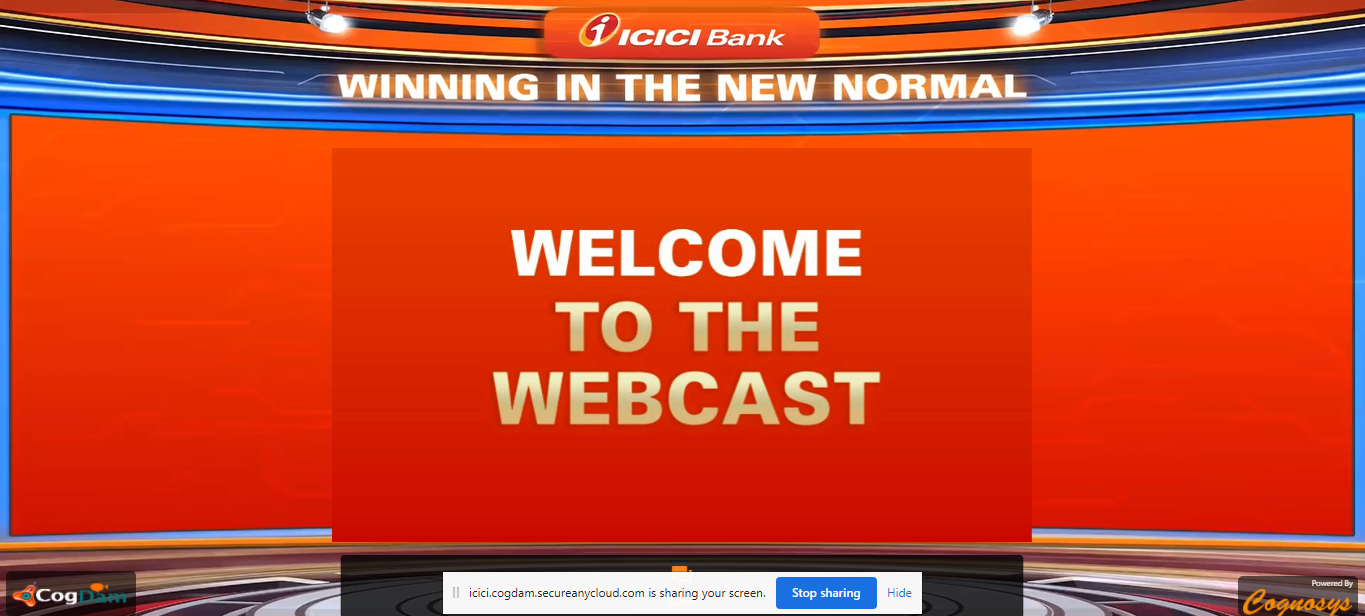 ICICI Bank
WINNING IN THE NEW NORMAL
WELCOME
TO THE
WEBCAST
icici.cogdam.secureanycloud.com is sharing your screen.
Stop sharing
Hide
CogDam
Powered By
Cognosys